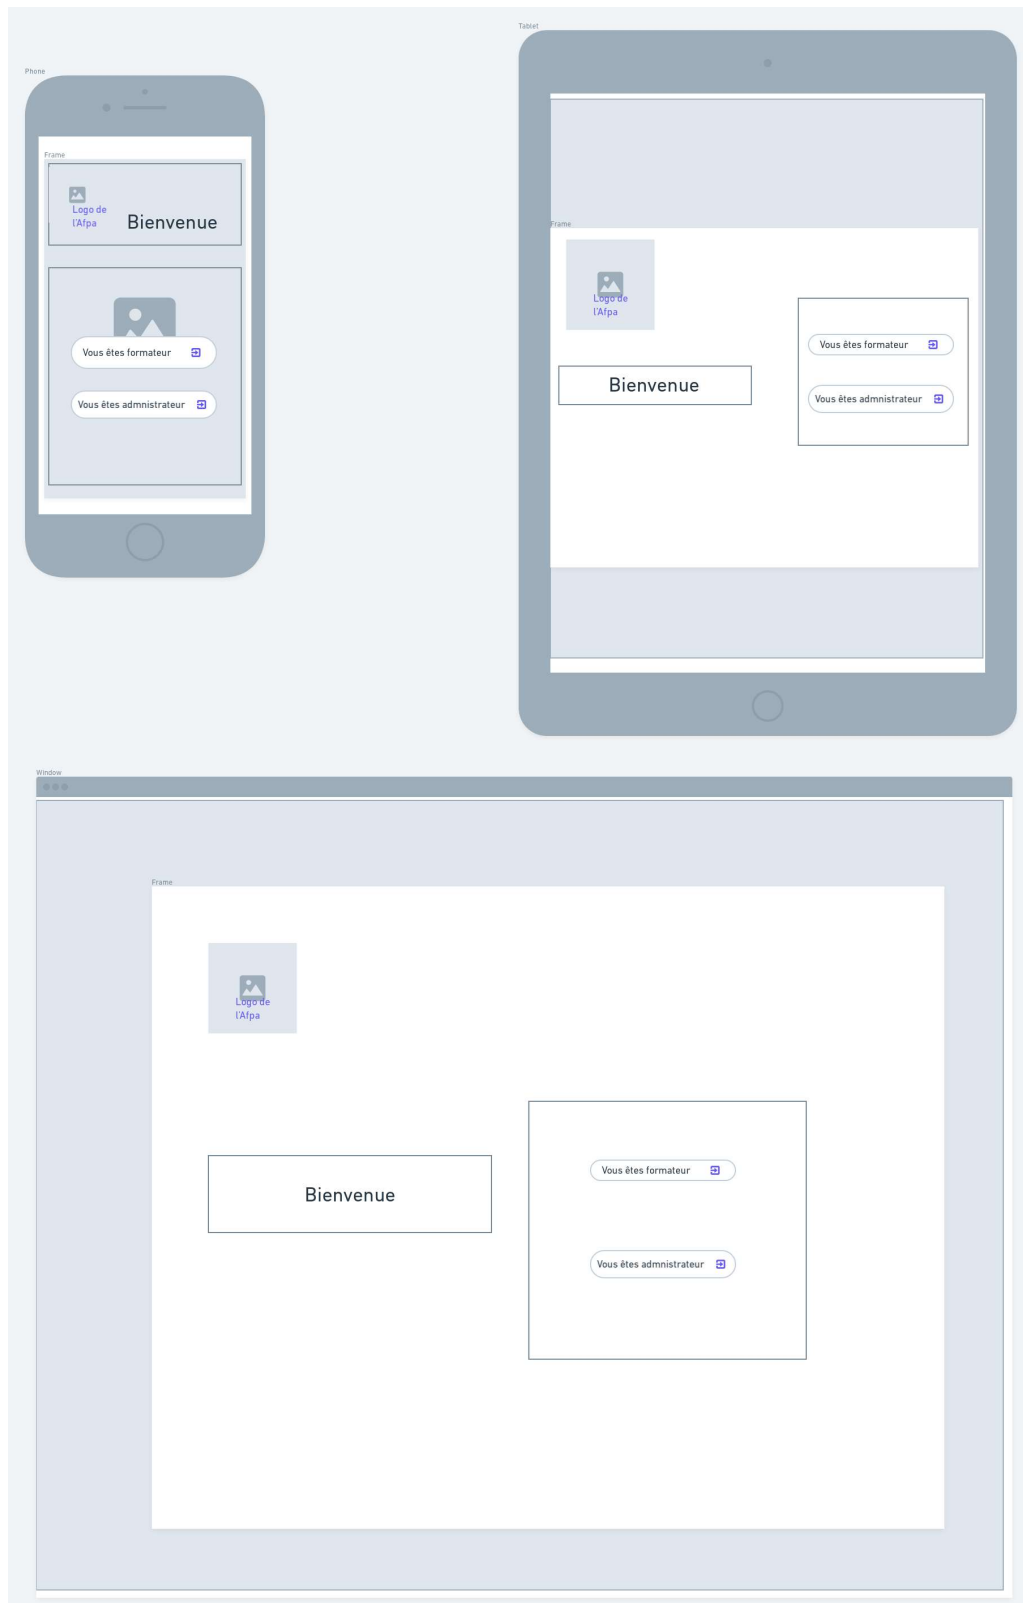 Phone
Frame
Logo de
l'Afpa
Bienvenue
Vous êtes formateur
Vous êtes admnistrateur
Tablet
Frame
Logo de
l'Afpa
Bienvenue
Vous êtes formateur
Vous êtes admnistrateur
Window
Frame
Logo de
l'Afpa
Bienvenue
Vous êtes formateur
Vous êtes admnistrateur